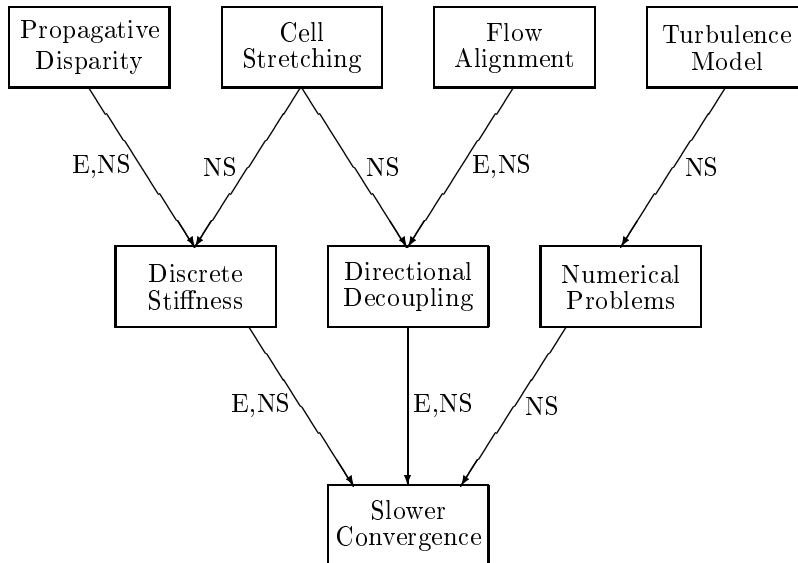 Propagative
Disparity
Cell
Stretching
Flow
Alignment
Turbulence
Model
E,NS
NS
NS
E,NS
NS
Discrete
Stiffness
Directional
Decoupling
Numerical
Problems
E,NS
E,NS
NS
Slower
Convergence